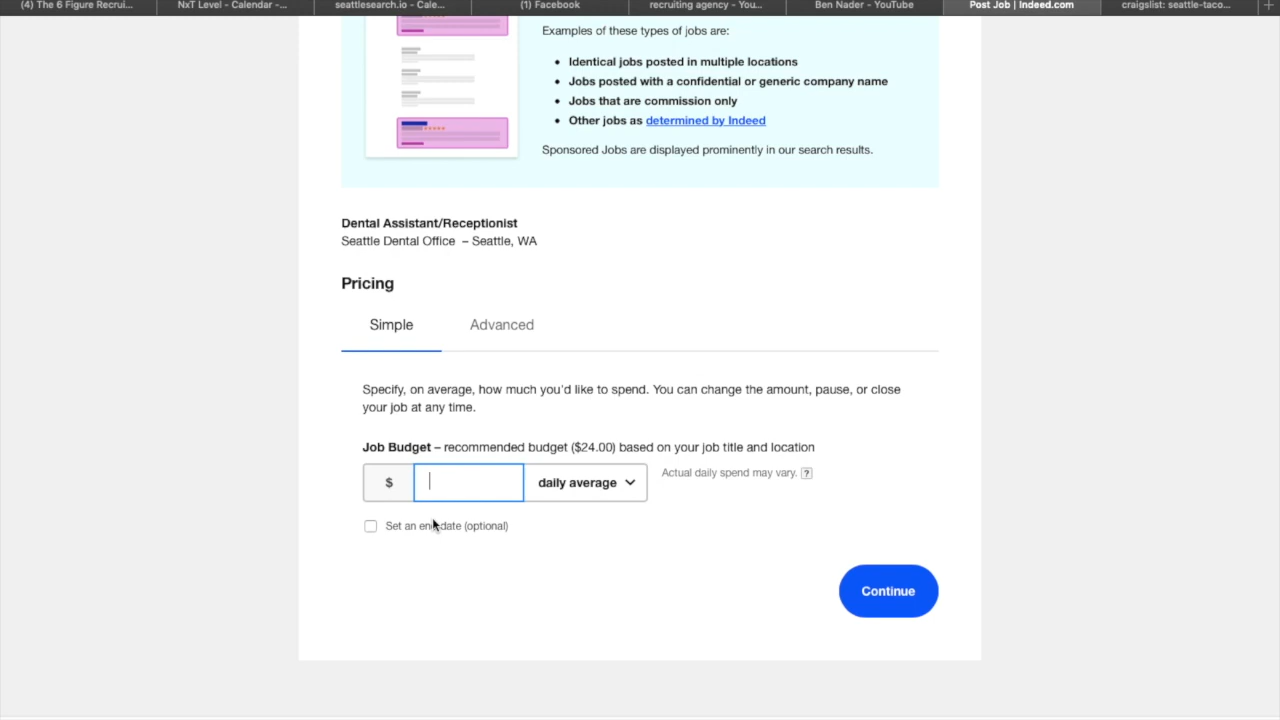 (4) The 6 Figure Recrui...
NxT Level - Calendar -...
seattlesearch.io - Cale...
(1) Facebook
recruiting agency - You...
Ben Nader - YouTube
Post Job | Indeed.com
craigslist: seattle-taco...
Examples of these types of jobs are:
• Identical jobs posted in multiple locations
• Jobs posted with a confidential or generic company name
• Jobs that are commission only
• Other jobs as determined by Indeed
Sponsored Jobs are displayed prominently in our search results.
Dental Assistant/Receptionist
Seattle Dental Office – Seattle, WA
Pricing
Simple
Advanced
Specify, on average, how much you'd like to spend. You can change the amount, pause, or close
your job at any time.
Job Budget – recommended budget ($24.00) based on your job title and location
$
daily average
Actual daily spend may vary. ?
Set an end date (optional)
Continue